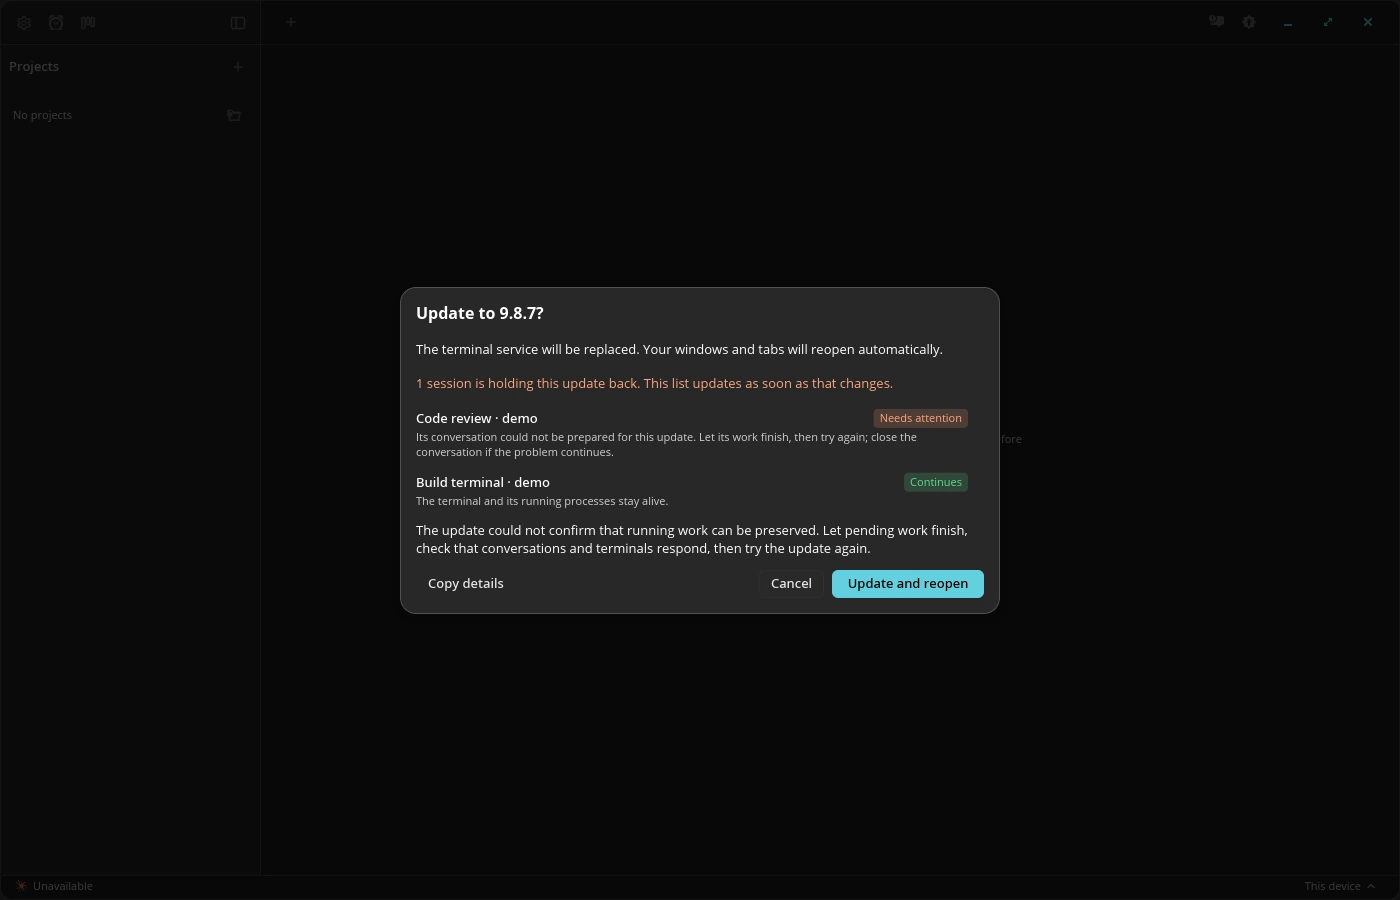 Projects
No projects
Update to 9.8.7?
The terminal service will be replaced. Your windows and tabs will reopen automatically.
1 session is holding this update back. This list updates as soon as that changes.
Code review · demo
Needs attention
Its conversation could not be prepared for this update. Let its work finish, then try again; close the
conversation if the problem continues.
fore
Build terminal · demo
Continues
The terminal and its running processes stay alive.
The update could not confirm that running work can be preserved. Let pending work finish,
check that conversations and terminals respond, then try the update again.
Copy details
Cancel
Update and reopen
Unavailable
This device